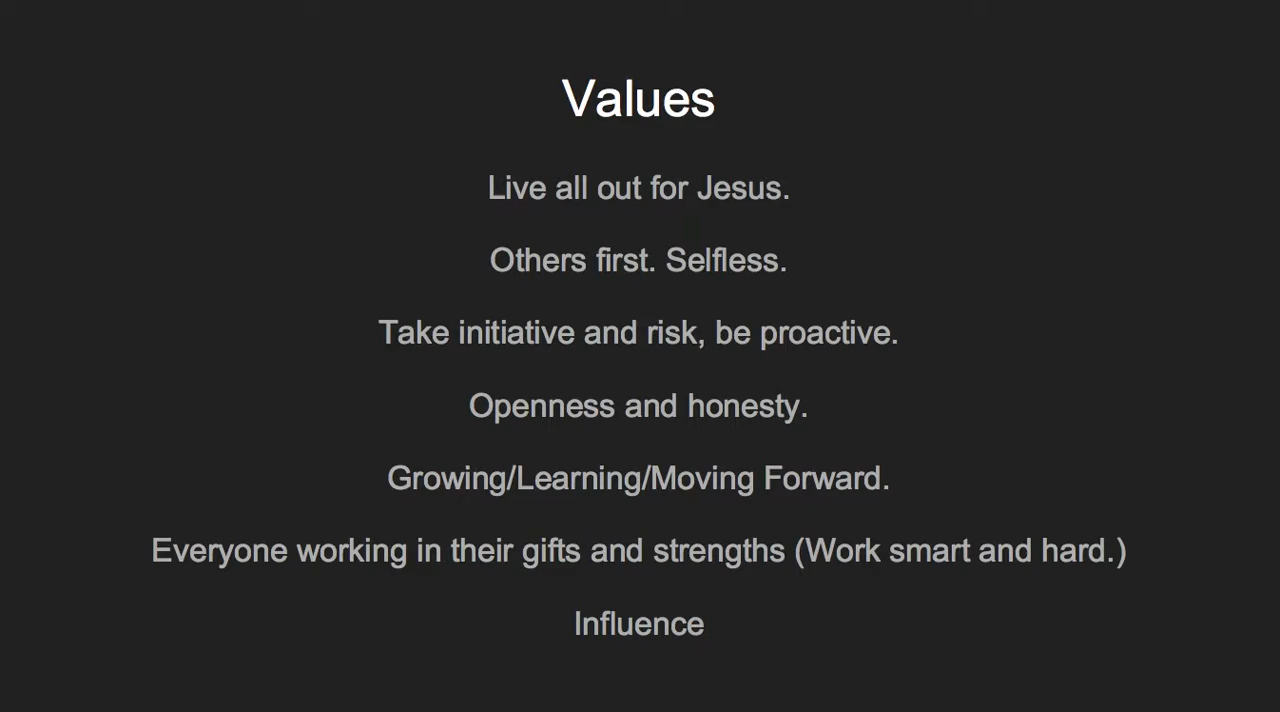 Values
Live all out for Jesus.
Others first. Selfless.
Take initiative and risk, be proactive.
Openness and honesty.
Growing/Learning/Moving Forward.
Everyone working in their gifts and strengths (Work smart and hard.)
Influence